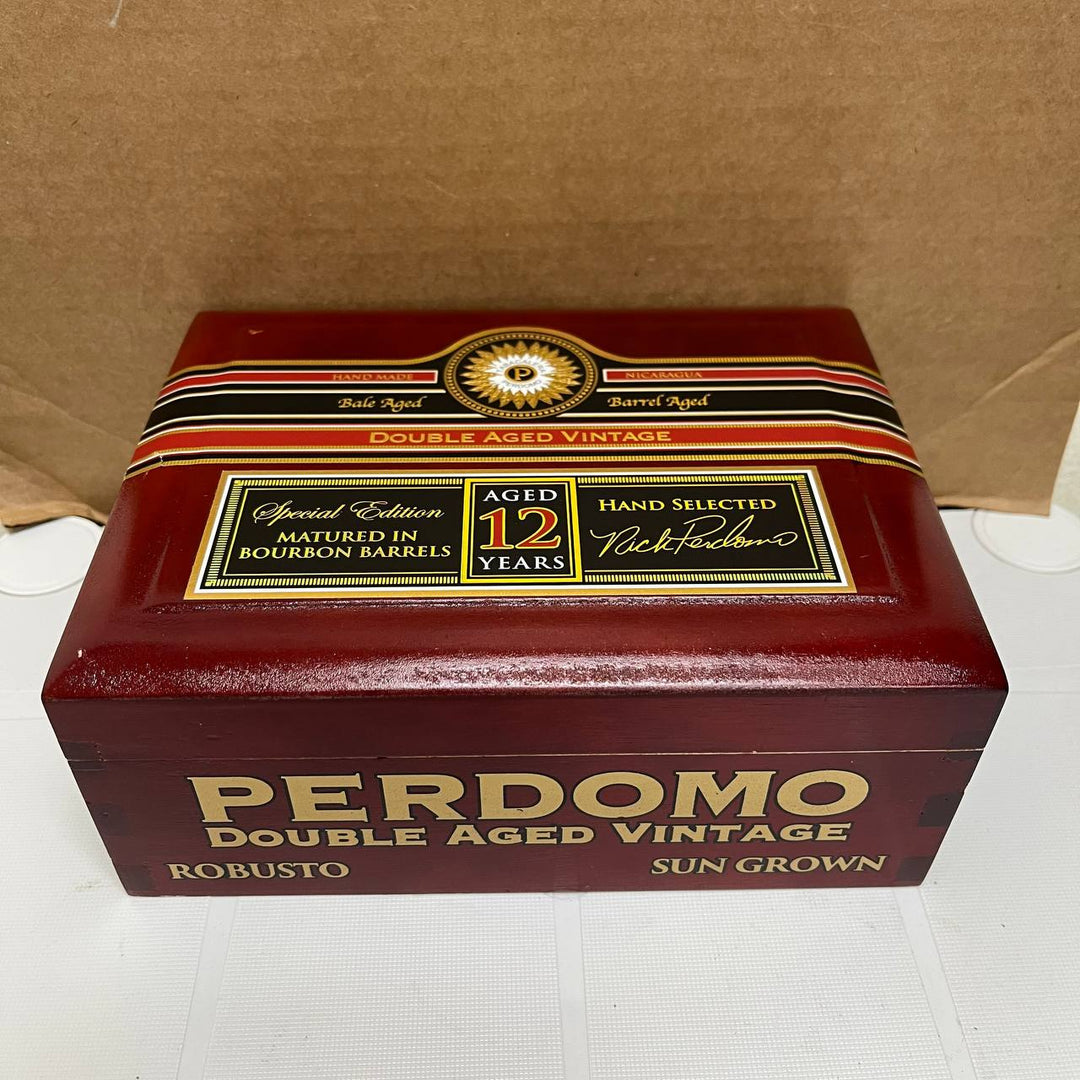 HAND MADE
NICARAGUA
P
PERDOMO
Bale Aged
Barrel Aged
DOUBLE AGED VINTAGE
Special Edition
MATURED IN
BOURBON BARRELS
AGED
12
YEARS
HAND SELECTED
Nick Perdomo
PERDOMO
DOUBLE AGED VINTAGE
ROBUSTO
SUN GROWN